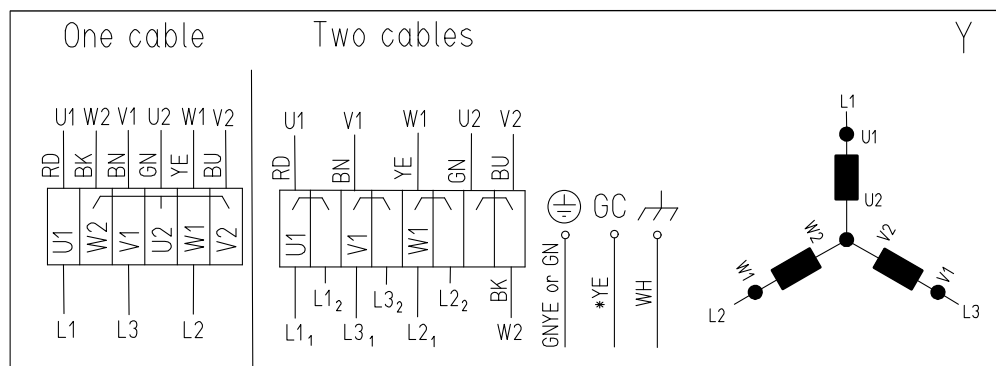 One cable
Two cables
Y
U1 W2 V1 U2 W1 V2
RD BK BN GN YE BU
U1 W2 V1 U2 W1 V2
L1 L3 L2
U1 V1 W1 U2 V2
RD BN YE GN BU
U1 V1 W1
BK
L1₂ L3₂ L2₂
L1₁ L3₁ L2₁ W2
GC
GNYE or GN
*YE
WH
L1
U1
U2
W2 V2
W1 V1
L2 L3